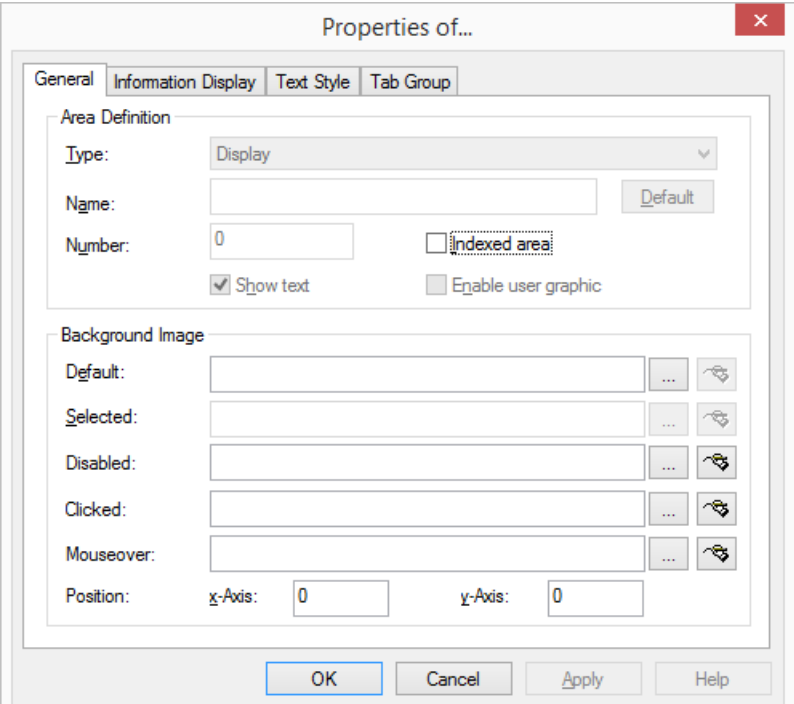 Properties of...
General Information Display Text Style Tab Group
Area Definition
Type: Display
Name: Default
Number: 0 Indexed area
Show text Enable user graphic
Background Image
Default: ...
Selected: ...
Disabled: ...
Clicked: ...
Mouseover: ...
Position: x-Axis: 0 y-Axis: 0
OK Cancel Apply Help